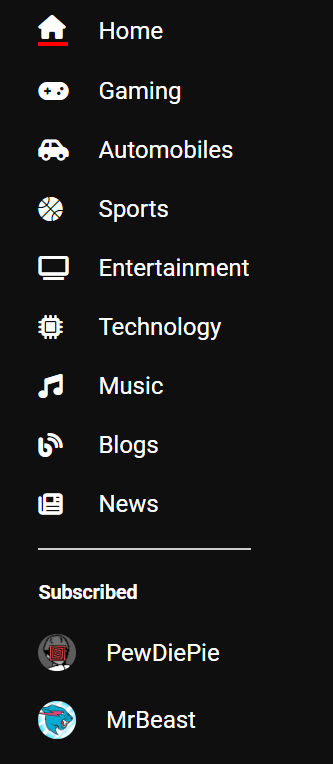 Home
Gaming
Automobiles
Sports
Entertainment
Technology
Music
Blogs
News
Subscribed
PewDiePie
MrBeast